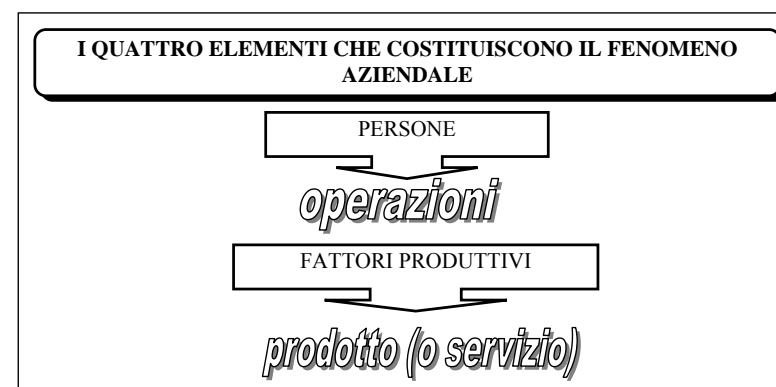 I QUATTRO ELEMENTI CHE COSTITUISCONO IL FENOMENO
AZIENDALE
PERSONE
operazioni
FATTORI PRODUTTIVI
prodotto (o servizio)